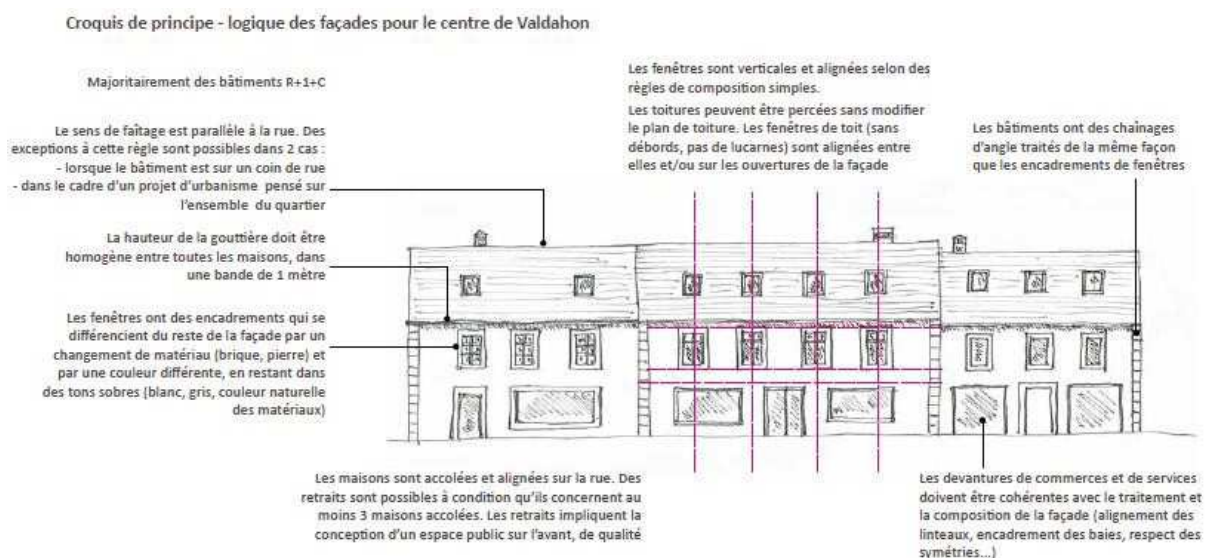 Croquis de principe - logique des façades pour le centre de Valdahon
Majoritairement des bâtiments R+1+C
Le sens de faîtage est parallèle à la rue. Des
exceptions à cette règle sont possibles dans 2 cas :
- lorsque le bâtiment est sur un coin de rue
- dans le cadre d'un projet d'urbanisme pensé sur
l'ensemble du quartier
La hauteur de la gouttière doit être
homogène entre toutes les maisons, dans
une bande de 1 mètre
Les fenêtres ont des encadrements qui se
différencient du reste de la façade par un
changement de matériau (brique, pierre) et
par une couleur différente, en restant dans
des tons sobres (blanc, gris, couleur naturelle
des matériaux)
Les fenêtres sont verticales et alignées selon des
règles de composition simples.
Les toitures peuvent être percées sans modifier
le plan de toiture. Les fenêtres de toit (sans
débords, pas de lucarnes) sont alignées entre
elles et/ou sur les ouvertures de la façade
Les bâtiments ont des chaînages
d'angle traités de la même façon
que les encadrements de fenêtres
Les maisons sont accolées et alignées sur la rue. Des
retraits sont possibles à condition qu'ils concernent au
moins 3 maisons accolées. Les retraits impliquent la
conception d'un espace public sur l'avant, de qualité
Les devantures de commerces et de services
doivent être cohérentes avec le traitement et
la composition de la façade (alignement des
linteaux, encadrement des baies, respect des
symétries...)